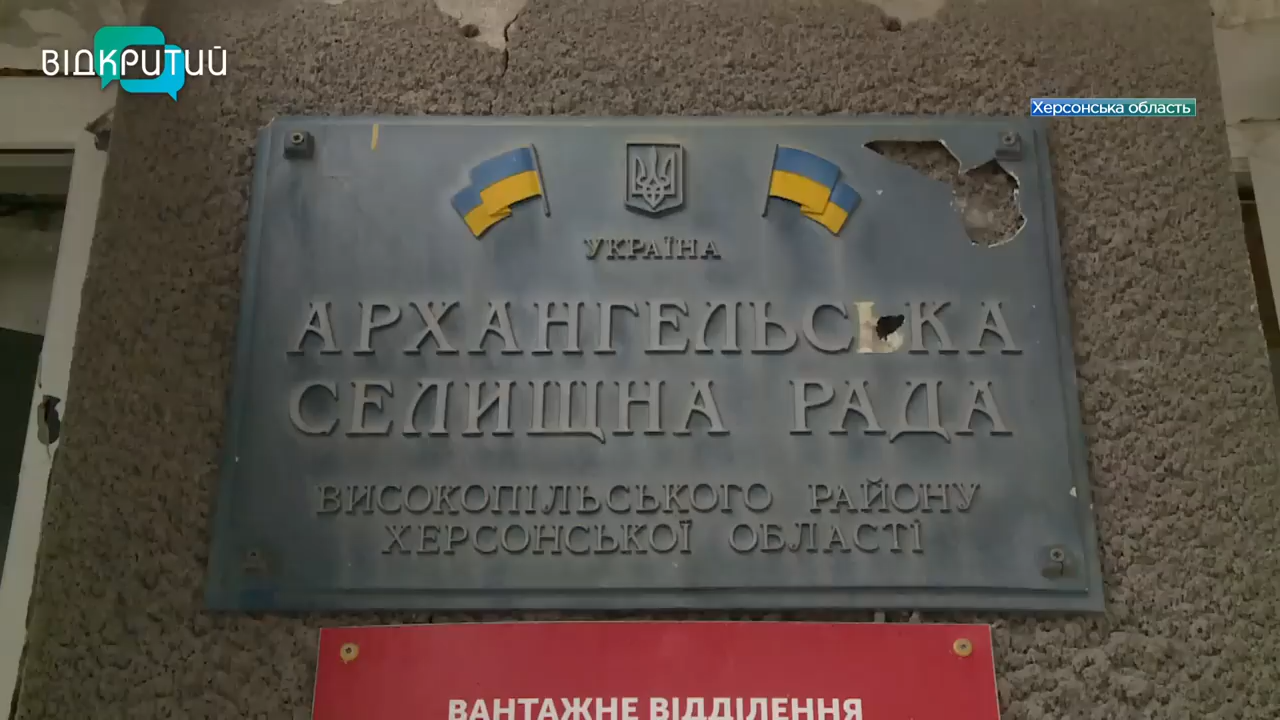 ВІДКРИТИЙ
Херсонська область
УКРАЇНА
АРХАНГЕЛЬСЬКА
СЕЛИЩНА РАДА
ВИСОКОПІЛЬСЬКОГО РАЙОНУ
ХЕРСОНСЬКОЇ ОБЛАСТІ
ВАНТАЖНЕ ВІДДІЛЕННЯ